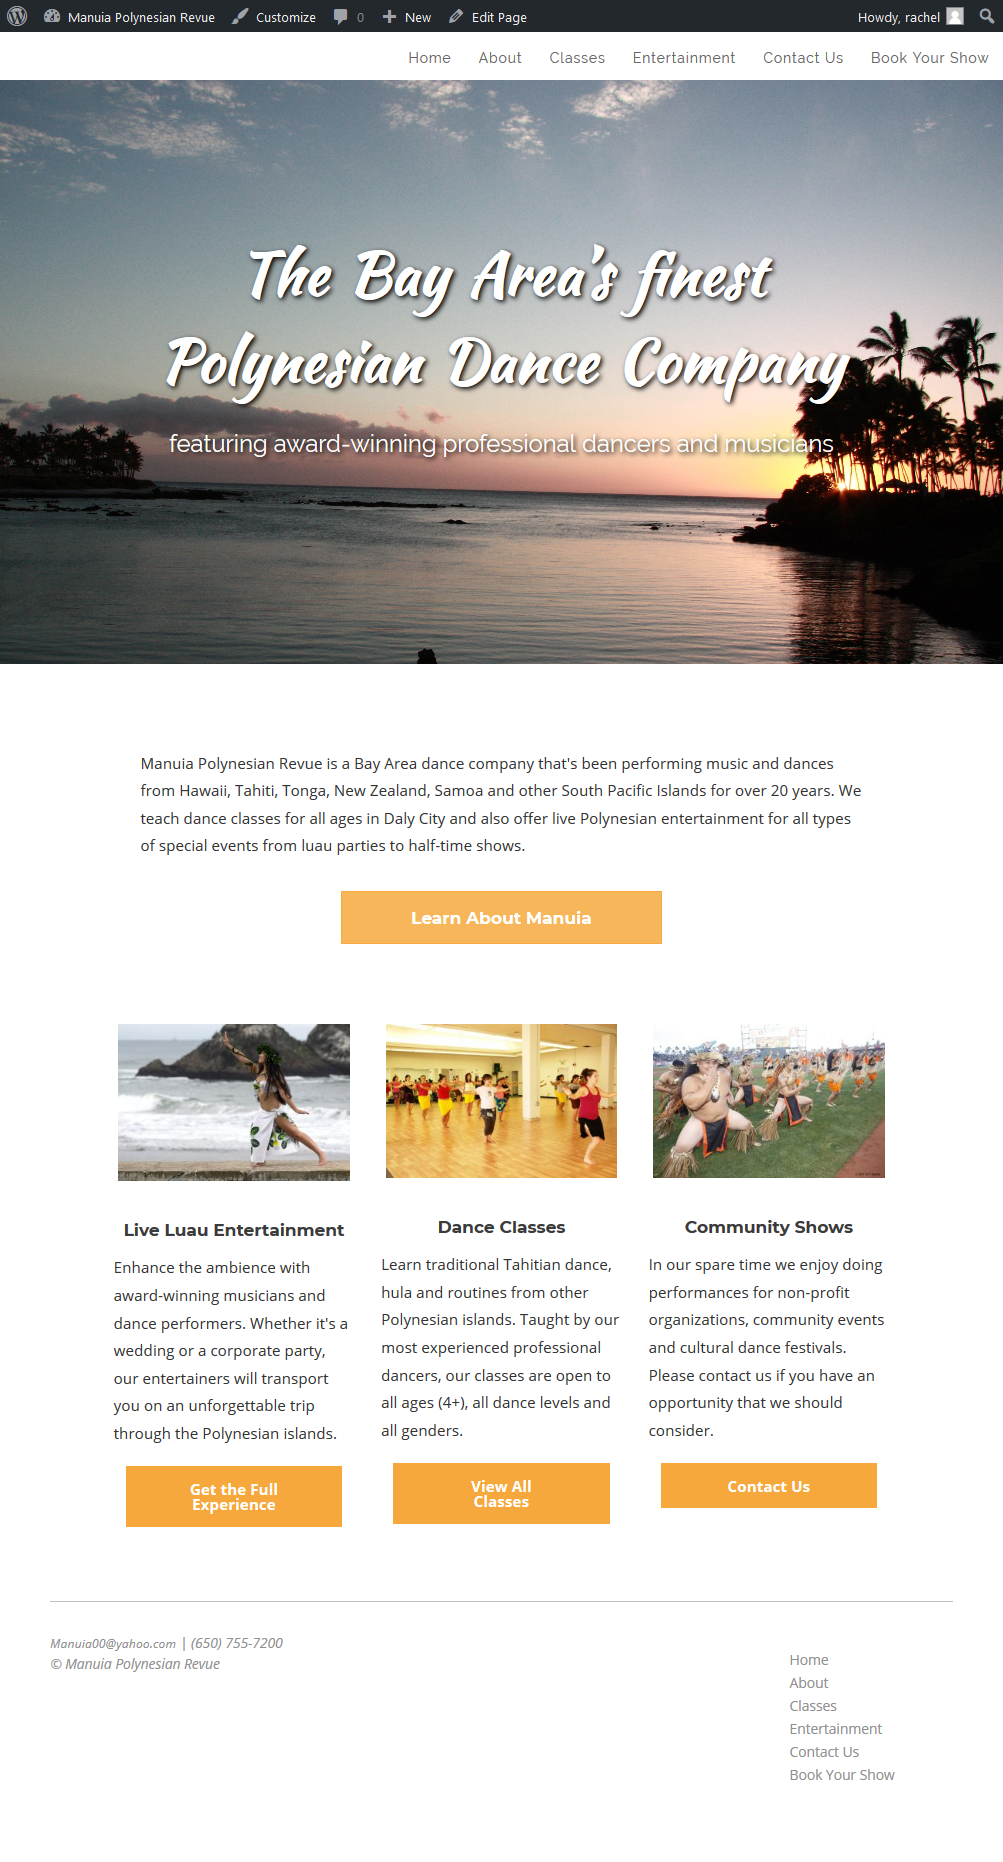 Manuia Polynesian Revue Customize 0 New Edit Page Howdy, rachel
Home About Classes Entertainment Contact Us Book Your Show
The Bay Area's finest
Polynesian Dance Company
featuring award-winning professional dancers and musicians
Manuia Polynesian Revue is a Bay Area dance company that's been performing music and dances
from Hawaii, Tahiti, Tonga, New Zealand, Samoa and other South Pacific Islands for over 20 years. We
teach dance classes for all ages in Daly City and also offer live Polynesian entertainment for all types
of special events from luau parties to half-time shows.
Learn About Manuia
Live Luau Entertainment
Enhance the ambience with
award-winning musicians and
dance performers. Whether it's a
wedding or a corporate party,
our entertainers will transport
you on an unforgettable trip
through the Polynesian islands.
Get the Full
Experience
Dance Classes
Learn traditional Tahitian dance,
hula and routines from other
Polynesian islands. Taught by our
most experienced professional
dancers, our classes are open to
all ages (4+), all dance levels and
all genders.
View All
Classes
Community Shows
In our spare time we enjoy doing
performances for non-profit
organizations, community events
and cultural dance festivals.
Please contact us if you have an
opportunity that we should
consider.
Contact Us
Manuia00@yahoo.com | (650) 755-7200
© Manuia Polynesian Revue
Home
About
Classes
Entertainment
Contact Us
Book Your Show